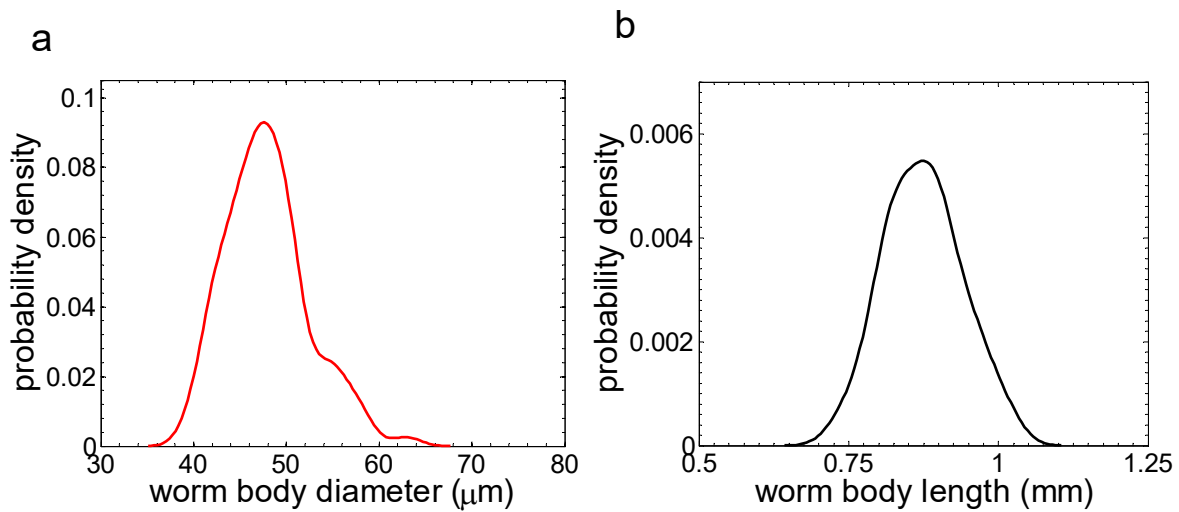 a
probability density
0.1
0.08
0.06
0.04
0.02
0
30 40 50 60 70 80
worm body diameter (μm)
b
probability density
0.006
0.004
0.002
0
0.5 0.75 1 1.25
worm body length (mm)